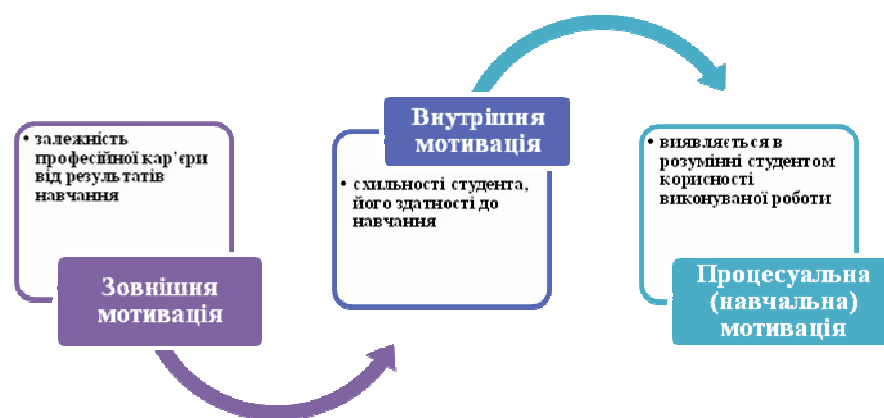 • залежність
професійної кар’єри
від результатів
навчання
Зовнішня
мотивація
Внутрішня
мотивація
• схильності студента,
його здатності до
навчання
• виявляється в
розумінні студентом
корисності
виконуваної роботи
Процесуальна
(навчальна)
мотивація